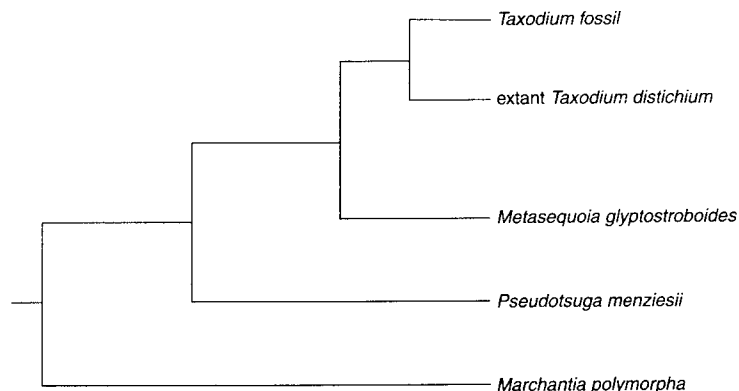 Taxodium fossil
extant Taxodium distichium
Metasequoia glyptostroboides
Pseudotsuga menziesii
Marchantia polymorpha